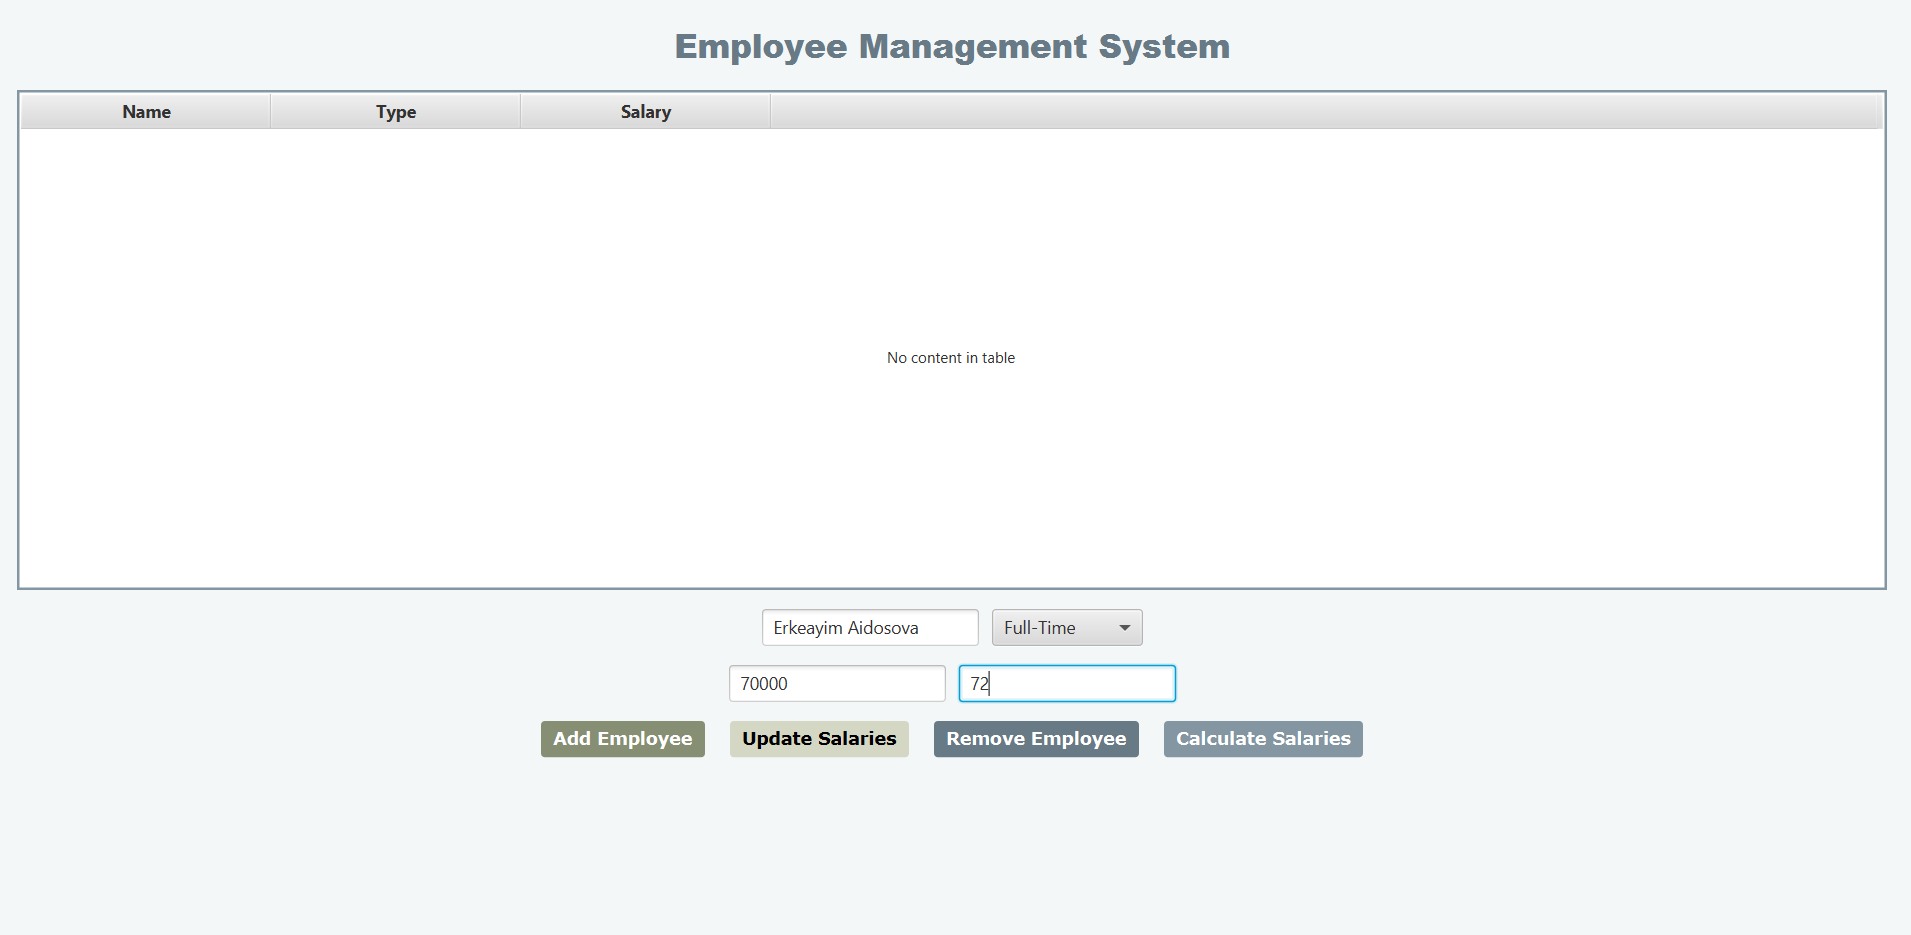 Employee Management System
Name Type Salary
No content in table
Erkeayim Aidosova Full-Time
70000 72
Add Employee Update Salaries Remove Employee Calculate Salaries